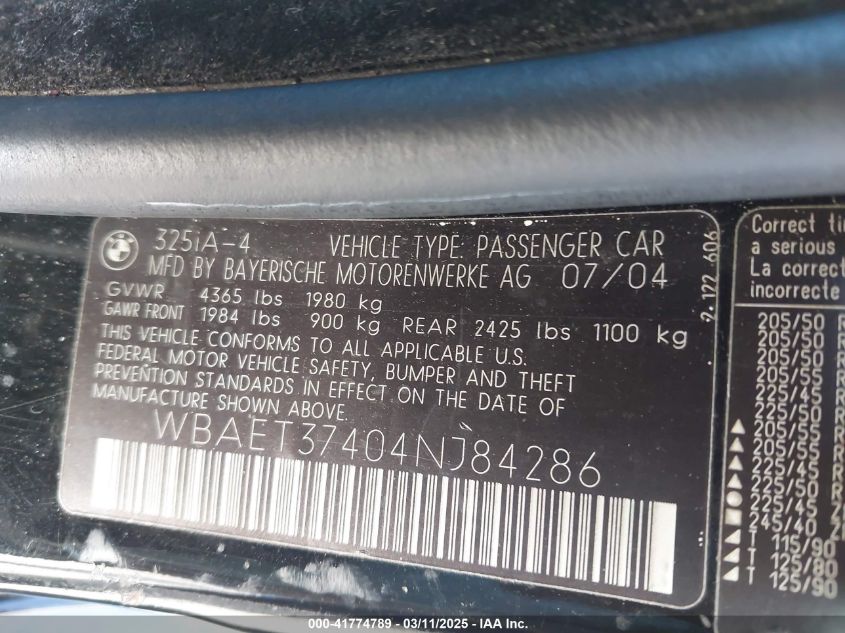 BMW
325iA-4 VEHICLE TYPE: PASSENGER CAR
MFD BY BAYERISCHE MOTORENWERKE AG 07/04
GVWR 4365 lbs 1980 kg
GAWR FRONT 1984 lbs 900 kg REAR 2425 lbs 1100 kg
THIS VEHICLE CONFORMS TO ALL APPLICABLE U.S.
FEDERAL MOTOR VEHICLE SAFETY, BUMPER AND THEFT
PREVENTION STANDARDS IN EFFECT ON THE DATE OF
MANUFACTURE SHOWN ABOVE.
WBAET37404NJ84286
9.122.606
Correct
a serious
La correct
incorrecte
205/50 R
205/50 R
205/50 R
205/55 R
225/45 R
225/50 R
205/50 R
205/55 R
225/45 R
225/50 R
225/45
245/40
T 115/90
T 125/80
T 125/90
000-41774789 - 03/11/2025 - IAA Inc.